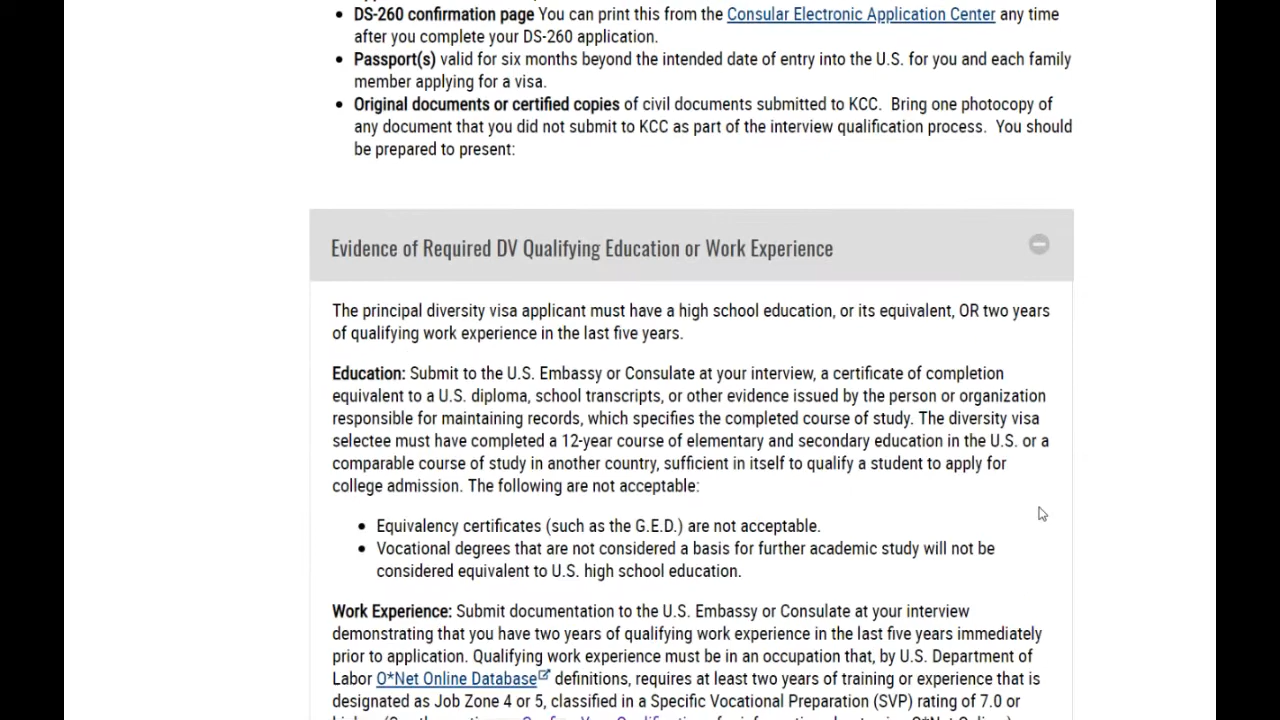 DS-260 confirmation page You can print this from the Consular Electronic Application Center any time
after you complete your DS-260 application.
Passport(s) valid for six months beyond the intended date of entry into the U.S. for you and each family
member applying for a visa.
Original documents or certified copies of civil documents submitted to KCC. Bring one photocopy of
any document that you did not submit to KCC as part of the interview qualification process. You should
be prepared to present:
Evidence of Required DV Qualifying Education or Work Experience
The principal diversity visa applicant must have a high school education, or its equivalent, OR two years
of qualifying work experience in the last five years.
Education: Submit to the U.S. Embassy or Consulate at your interview, a certificate of completion
equivalent to a U.S. diploma, school transcripts, or other evidence issued by the person or organization
responsible for maintaining records, which specifies the completed course of study. The diversity visa
selectee must have completed a 12-year course of elementary and secondary education in the U.S. or a
comparable course of study in another country, sufficient in itself to qualify a student to apply for
college admission. The following are not acceptable:
Equivalency certificates (such as the G.E.D.) are not acceptable.
Vocational degrees that are not considered a basis for further academic study will not be
considered equivalent to U.S. high school education.
Work Experience: Submit documentation to the U.S. Embassy or Consulate at your interview
demonstrating that you have two years of qualifying work experience in the last five years immediately
prior to application. Qualifying work experience must be in an occupation that, by U.S. Department of
Labor O*Net Online Database definitions, requires at least two years of training or experience that is
designated as Job Zone 4 or 5, classified in a Specific Vocational Preparation (SVP) rating of 7.0 or